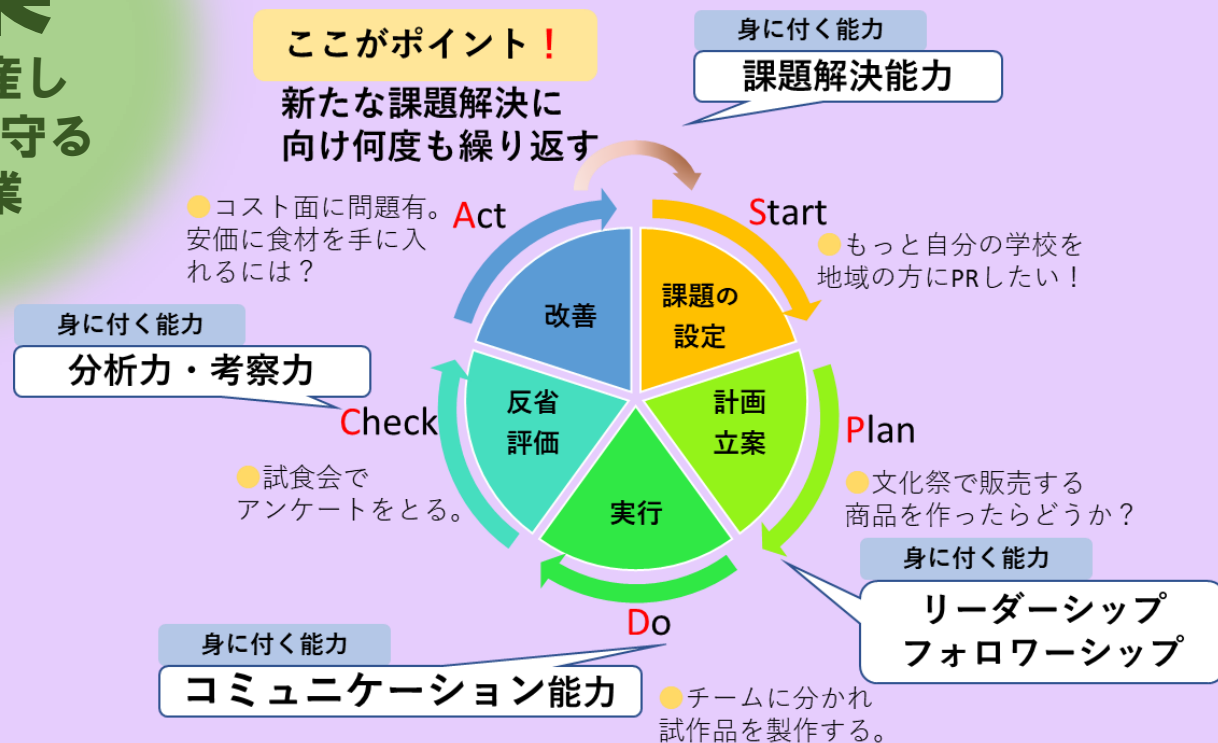 産し
守る
業
ここがポイント！
新たな課題解決に
向け何度も繰り返す
身に付く能力
課題解決能力
Act
●コスト面に問題有。
安価に食材を手に入
れるには？
Start
●もっと自分の学校を
地域の方にPRしたい！
改善
課題の
設定
身に付く能力
分析力・考察力
Check
反省
評価
計画
立案
Plan
●試食会で
アンケートをとる。
●文化祭で販売する
商品を作ったらどうか？
実行
Do
身に付く能力
リーダーシップ
フォロワーシップ
身に付く能力
コミュニケーション能力
●チームに分かれ
試作品を製作する。